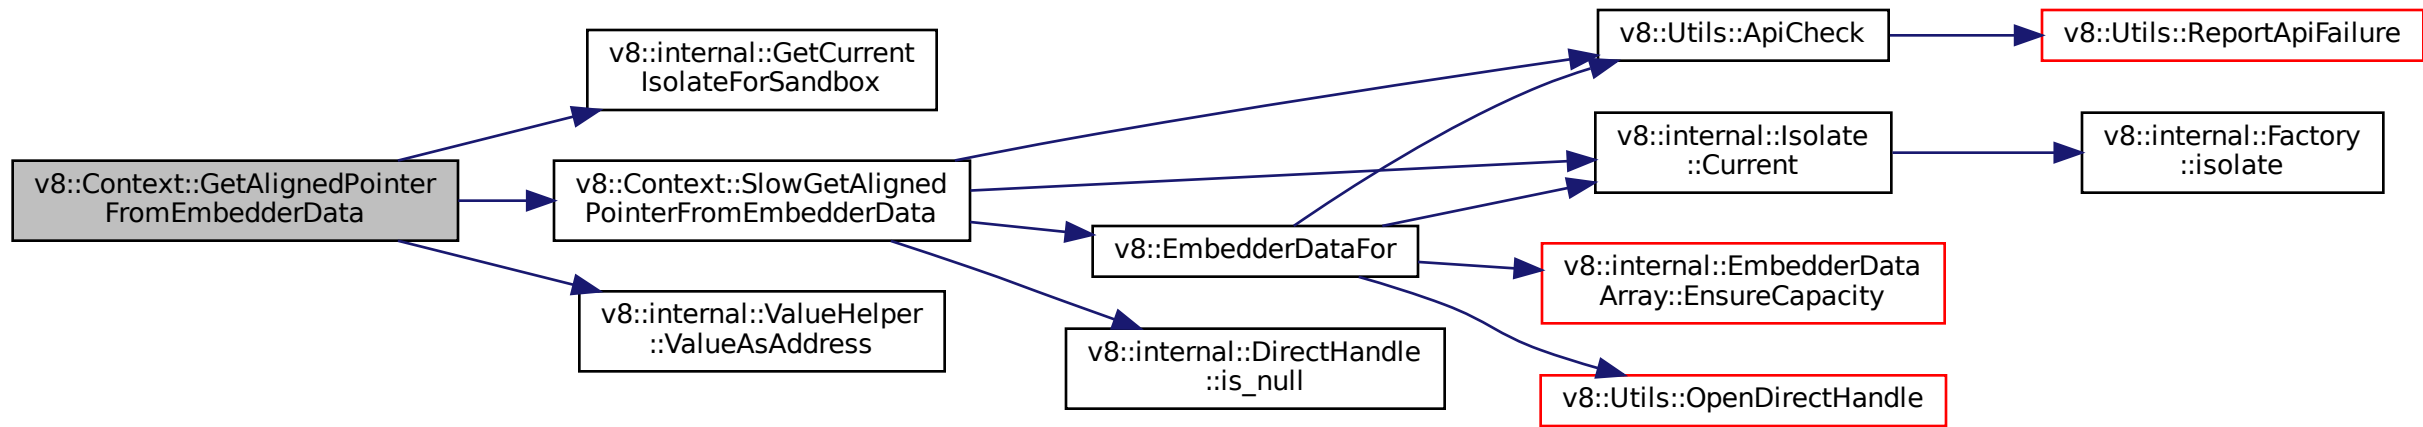 v8::Context::GetAlignedPointer
FromEmbedderData
v8::internal::GetCurrent
IsolateForSandbox
v8::Context::SlowGetAligned
PointerFromEmbedderData
v8::internal::ValueHelper
::ValueAsAddress
v8::EmbedderDataFor
v8::internal::DirectHandle
::is_null
v8::Utils::ApiCheck
v8::internal::Isolate
::Current
v8::internal::EmbedderData
Array::EnsureCapacity
v8::Utils::OpenDirectHandle
v8::Utils::ReportApiFailure
v8::internal::Factory
::isolate